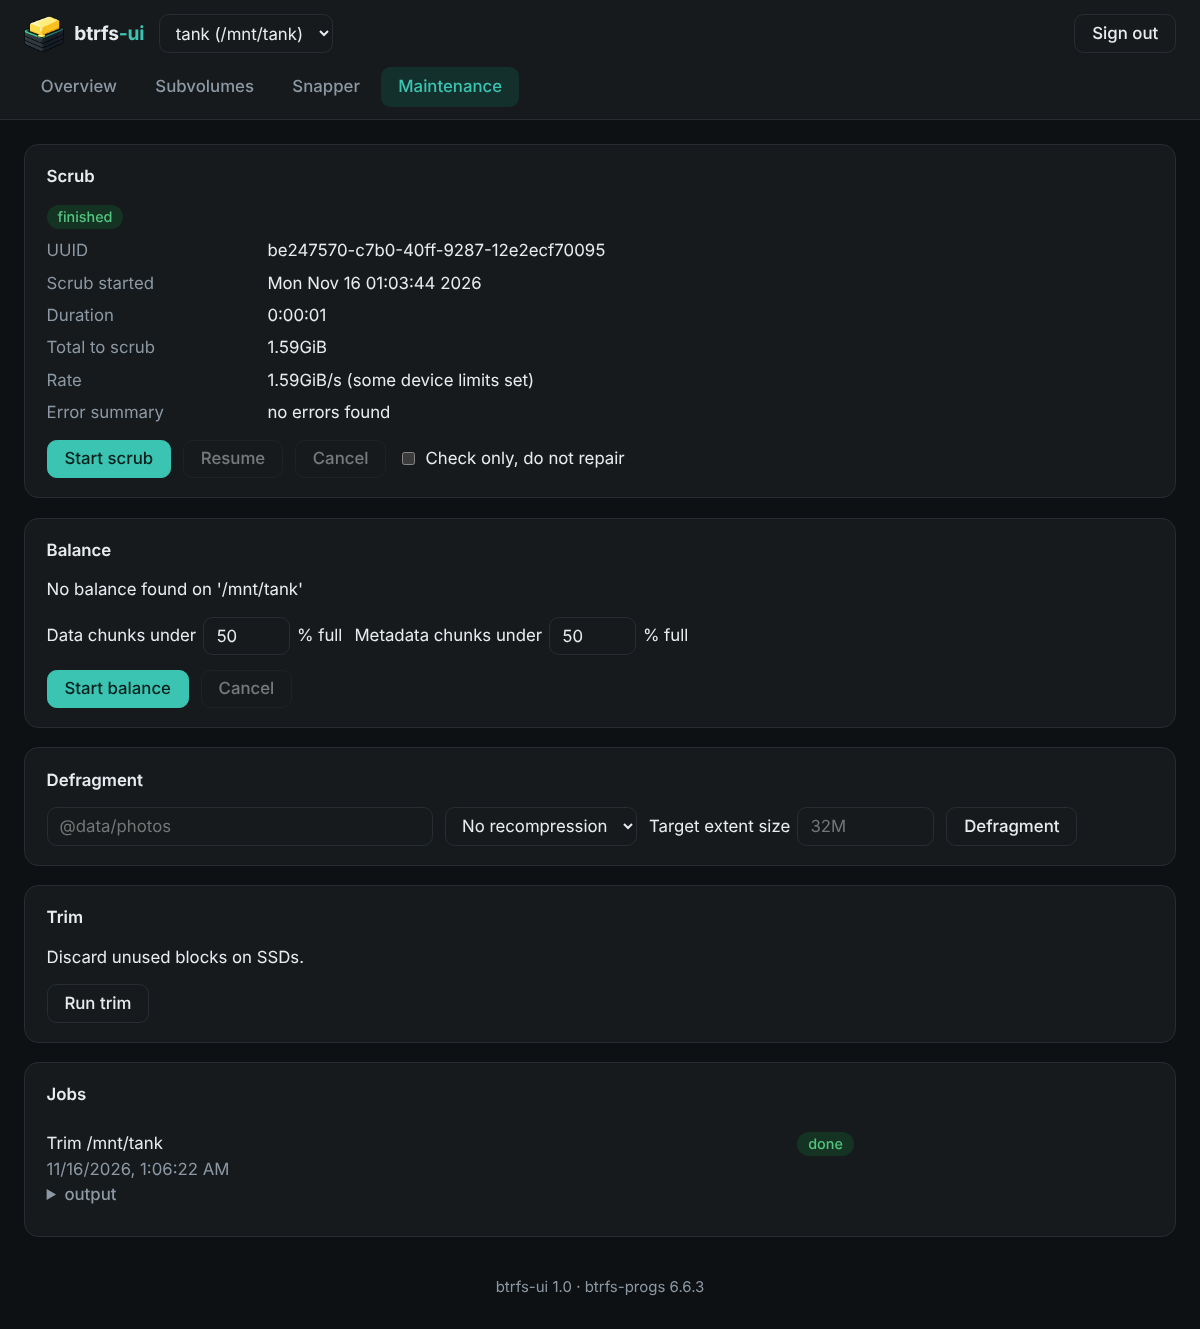 btrfs-ui tank (/mnt/tank) Sign out
Overview Subvolumes Snapper Maintenance
Scrub
finished
UUID be247570-c7b0-40ff-9287-12e2ecf70095
Scrub started Mon Nov 16 01:03:44 2026
Duration 0:00:01
Total to scrub 1.59GiB
Rate 1.59GiB/s (some device limits set)
Error summary no errors found
Start scrub Resume Cancel Check only, do not repair
Balance
No balance found on '/mnt/tank'
Data chunks under 50 % full Metadata chunks under 50 % full
Start balance Cancel
Defragment
@data/photos No recompression Target extent size 32M Defragment
Trim
Discard unused blocks on SSDs.
Run trim
Jobs
Trim /mnt/tank done
11/16/2026, 1:06:22 AM
output
btrfs-ui 1.0 · btrfs-progs 6.6.3